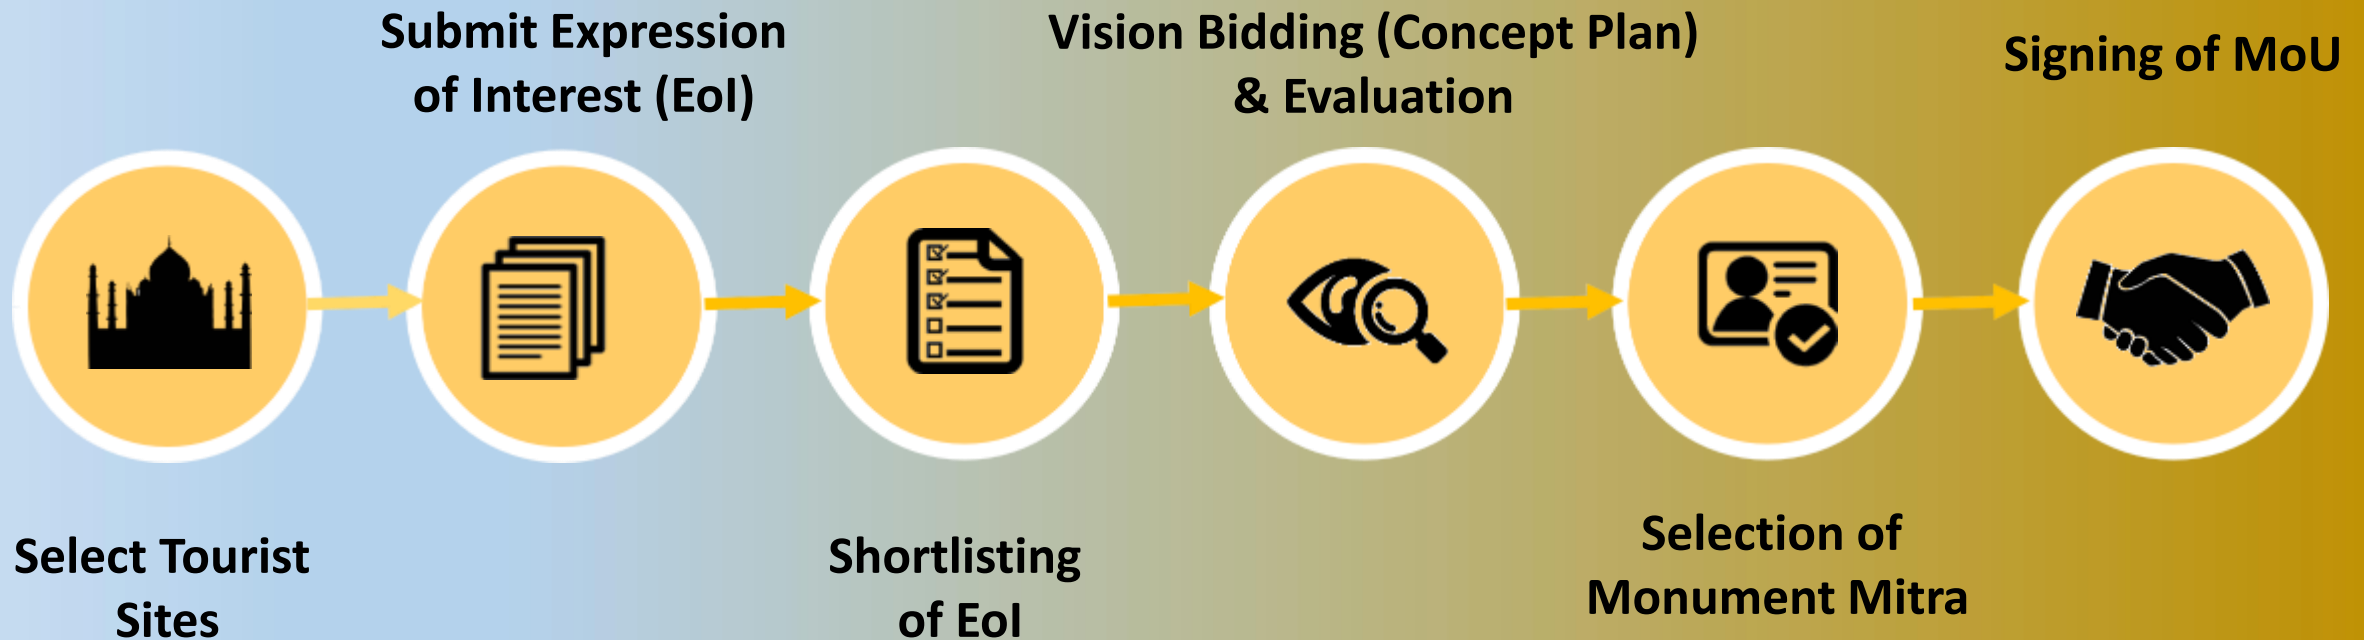 Select Tourist
Sites
Submit Expression
of Interest (EoI)
Shortlisting
of EoI
Vision Bidding (Concept Plan)
& Evaluation
Selection of
Monument Mitra
Signing of MoU